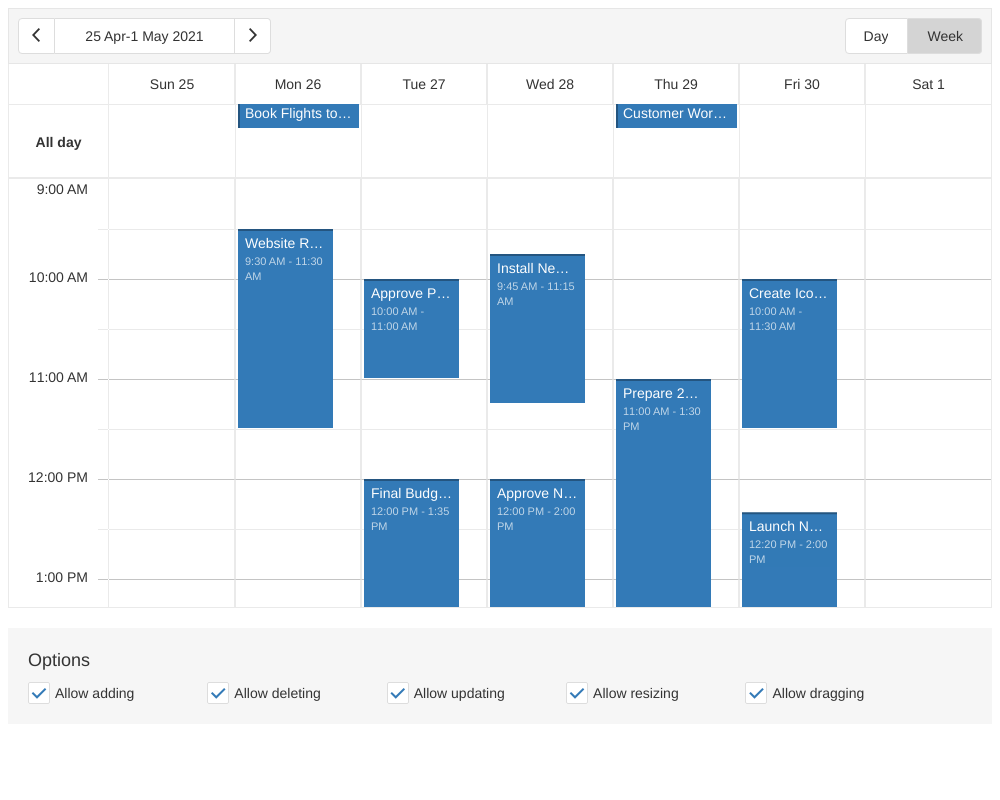 25 Apr-1 May 2021
Day
Week
Sun 25
Mon 26
Tue 27
Wed 28
Thu 29
Fri 30
Sat 1
All day
Book Flights to…
Customer Wor…
9:00 AM
10:00 AM
11:00 AM
12:00 PM
1:00 PM
Website R…
9:30 AM - 11:30
AM
Approve P…
10:00 AM -
11:00 AM
Final Budg…
12:00 PM - 1:35
PM
Install Ne…
9:45 AM - 11:15
AM
Approve N…
12:00 PM - 2:00
PM
Prepare 2…
11:00 AM - 1:30
PM
Create Ico…
10:00 AM -
11:30 AM
Launch N…
12:20 PM - 2:00
PM
Options
Allow adding
Allow deleting
Allow updating
Allow resizing
Allow dragging